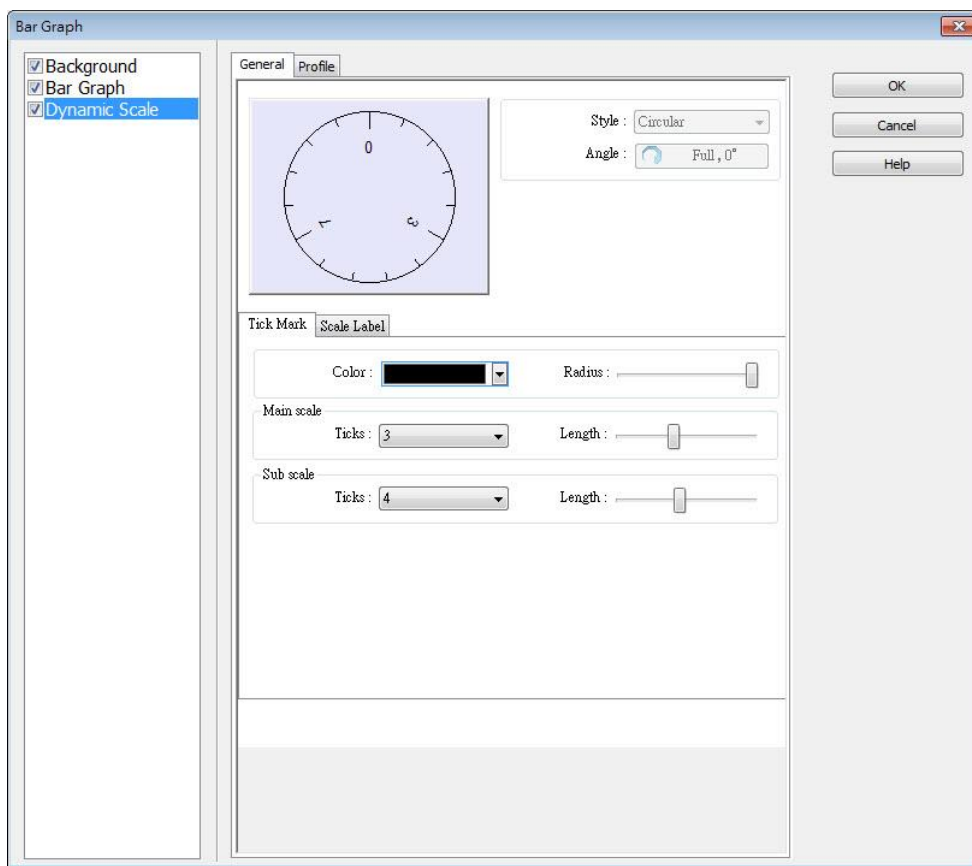 Bar Graph
Background
Bar Graph
Dynamic Scale
General Profile
OK
Cancel
Help
Style : Circular
Angle : Full , 0°
0
7
3
Tick Mark Scale Label
Color : Radius :
Main scale
Ticks : 3 Length :
Sub scale
Ticks : 4 Length :